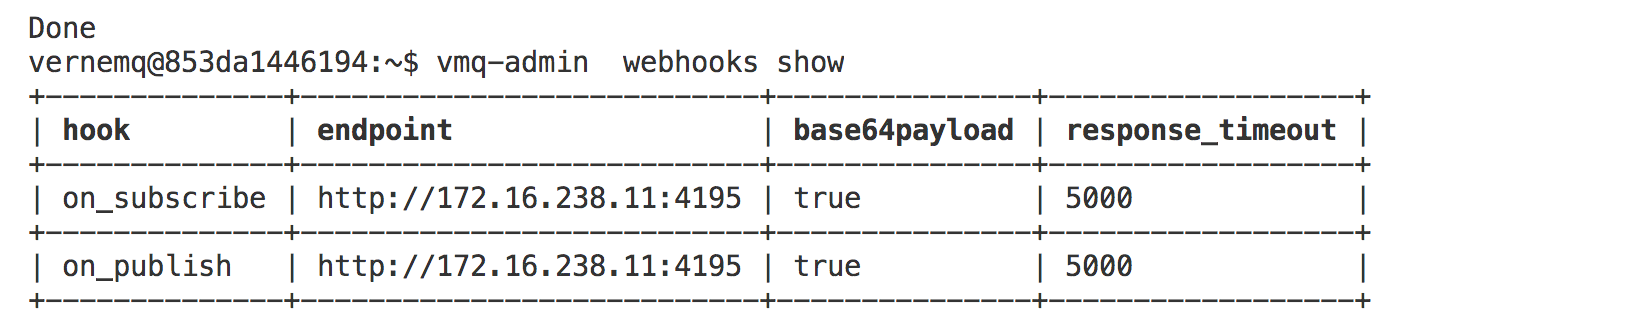 Done
vernemq@853da1446194:~$ vmq-admin  webhooks show
+--------------+---------------------------+---------------+------------------+
| hook         | endpoint                  | base64payload | response_timeout |
+--------------+---------------------------+---------------+------------------+
| on_subscribe | http://172.16.238.11:4195 | true          | 5000             |
+--------------+---------------------------+---------------+------------------+
| on_publish   | http://172.16.238.11:4195 | true          | 5000             |
+--------------+---------------------------+---------------+------------------+